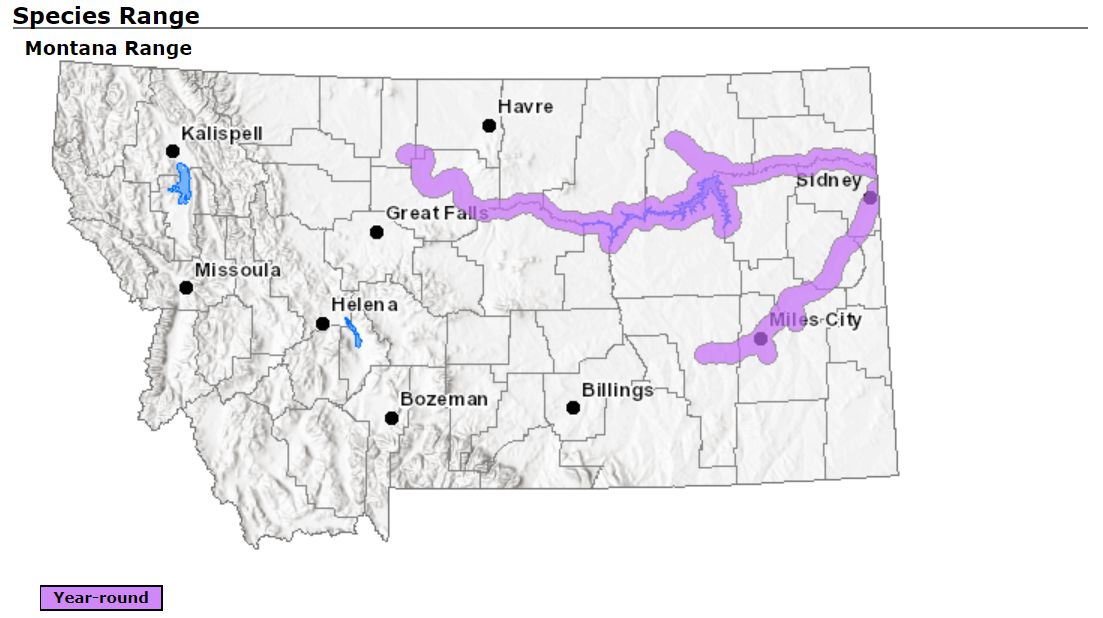 Species Range
Montana Range
Havre
Kalispell
Sidney
Great Falls
Missoula
Helena
Miles City
Billings
Bozeman
Year-round